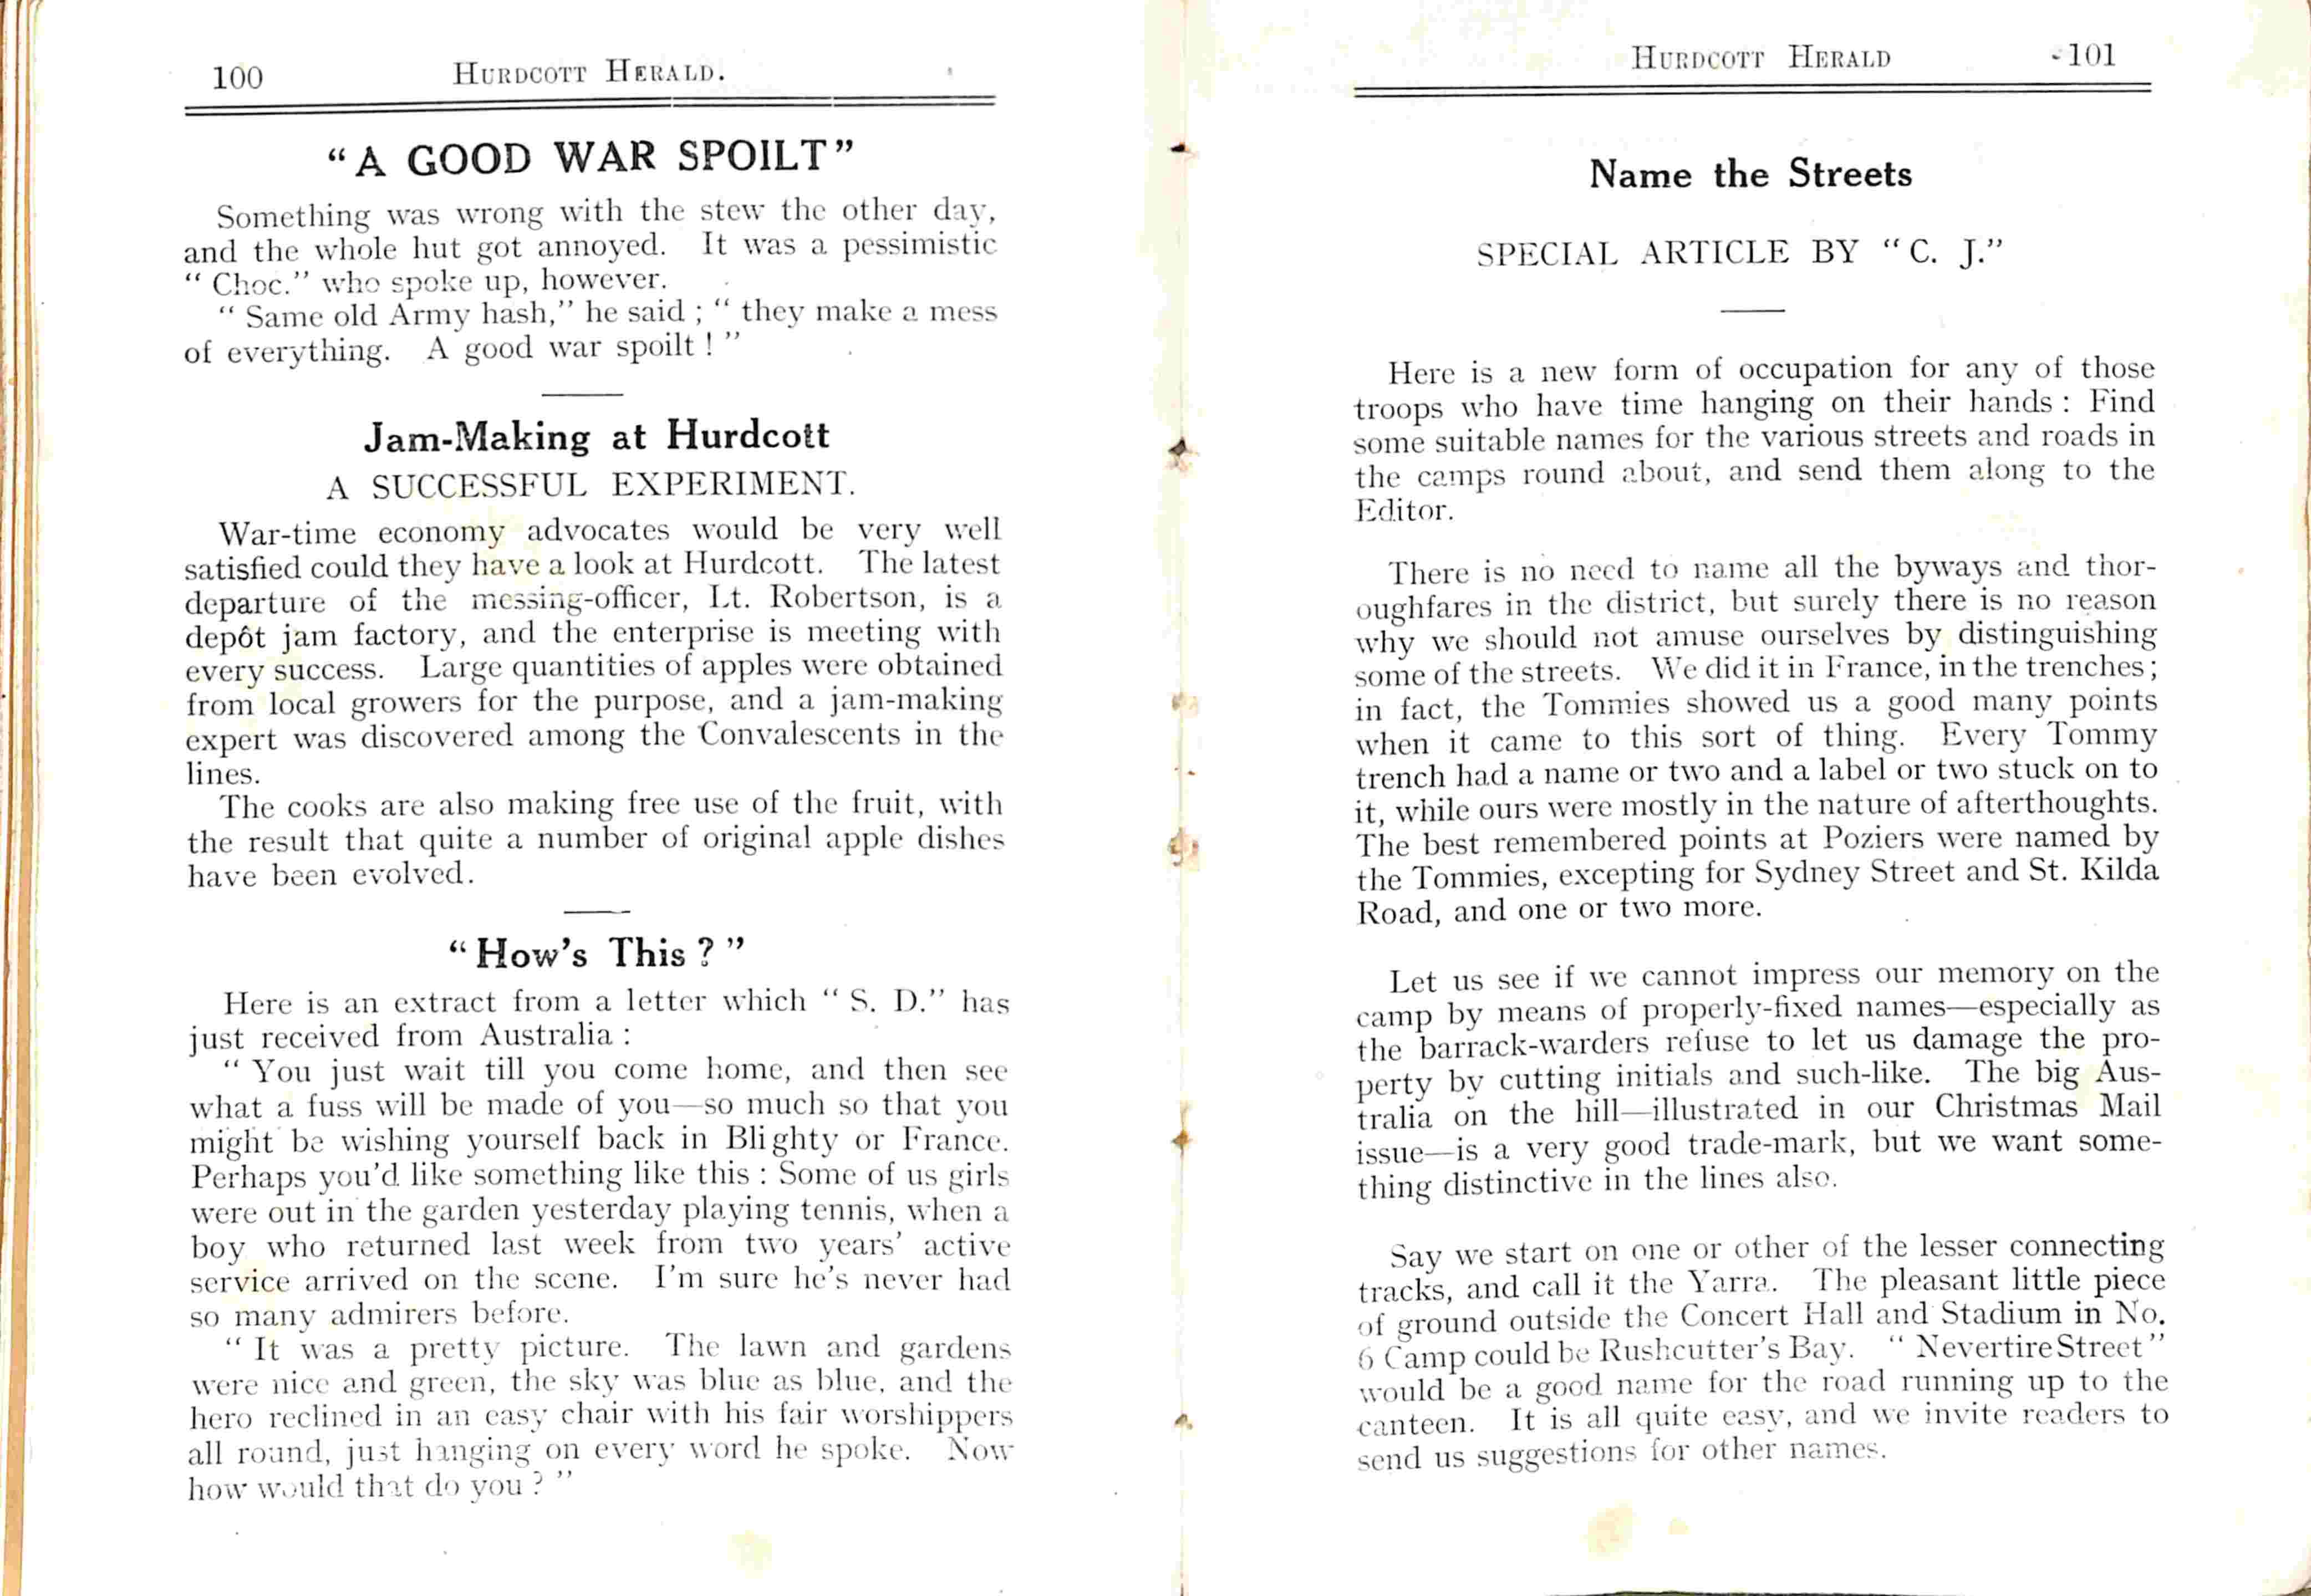 100 HURDCOTT HERALD.
“A GOOD WAR SPOILT”
Something was wrong with the stew the other day,
and the whole hut got annoyed. It was a pessimistic
“ Choc.” who spoke up, however.
“ Same old Army hash,” he said ; “ they make a mess
of everything. A good war spoilt ! ”
Jam-Making at Hurdcott
A SUCCESSFUL EXPERIMENT.
War-time economy advocates would be very well
satisfied could they have a look at Hurdcott. The latest
departure of the messing-officer, Lt. Robertson, is a
depôt jam factory, and the enterprise is meeting with
every success. Large quantities of apples were obtained
from local growers for the purpose, and a jam-making
expert was discovered among the Convalescents in the
lines.
The cooks are also making free use of the fruit, with
the result that quite a number of original apple dishes
have been evolved.
“ How’s This ? ”
Here is an extract from a letter which “ S. D.” has
just received from Australia :
“ You just wait till you come home, and then see
what a fuss will be made of you—so much so that you
might be wishing yourself back in Blighty or France.
Perhaps you’d like something like this : Some of us girls
were out in the garden yesterday playing tennis, when a
boy who returned last week from two years’ active
service arrived on the scene. I’m sure he’s never had
so many admirers before.
“ It was a pretty picture. The lawn and gardens
were nice and green, the sky was blue as blue, and the
hero reclined in an easy chair with his fair worshippers
all round, just hanging on every word he spoke. Now
how would that do you ? ”
HURDCOTT HERALD 101
Name the Streets
SPECIAL ARTICLE BY “ C. J.”
Here is a new form of occupation for any of those
troops who have time hanging on their hands : Find
some suitable names for the various streets and roads in
the camps round about, and send them along to the
Editor.
There is no need to name all the byways and thor-
oughfares in the district, but surely there is no reason
why we should not amuse ourselves by distinguishing
some of the streets. We did it in France, in the trenches ;
in fact, the Tommies showed us a good many points
when it came to this sort of thing. Every Tommy
trench had a name or two and a label or two stuck on to
it, while ours were mostly in the nature of afterthoughts.
The best remembered points at Poziers were named by
the Tommies, excepting for Sydney Street and St. Kilda
Road, and one or two more.
Let us see if we cannot impress our memory on the
camp by means of properly-fixed names—especially as
the barrack-warders refuse to let us damage the pro-
perty by cutting initials and such-like. The big Aus-
tralia on the hill—illustrated in our Christmas Mail
issue—is a very good trade-mark, but we want some-
thing distinctive in the lines also.
Say we start on one or other of the lesser connecting
tracks, and call it the Yarra. The pleasant little piece
of ground outside the Concert Hall and Stadium in No.
6 Camp could be Rushcutter’s Bay. “ Nevertire Street ”
would be a good name for the road running up to the
canteen. It is all quite easy, and we invite readers to
send us suggestions for other names.